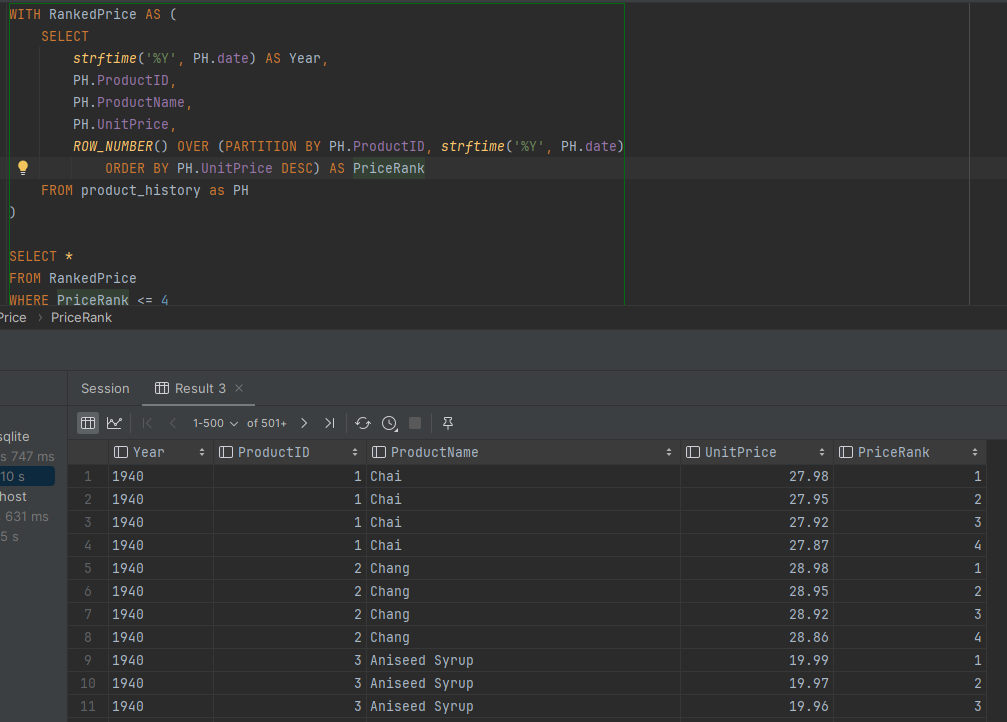 WITH RankedPrice AS (
SELECT
strftime('%Y', PH.date) AS Year,
PH.ProductID,
PH.ProductName,
PH.UnitPrice,
ROW_NUMBER() OVER (PARTITION BY PH.ProductID, strftime('%Y', PH.date)
ORDER BY PH.UnitPrice DESC) AS PriceRank
FROM product_history as PH
)
SELECT *
FROM RankedPrice
WHERE PriceRank <= 4
Price › PriceRank
Session Result 3 ×
1-500 of 501+
sqlite
s 747 ms
10 s
host
631 ms
5 s
Year ProductID ProductName UnitPrice PriceRank
1 1940 1 Chai 27.98 1
2 1940 1 Chai 27.95 2
3 1940 1 Chai 27.92 3
4 1940 1 Chai 27.87 4
5 1940 2 Chang 28.98 1
6 1940 2 Chang 28.95 2
7 1940 2 Chang 28.92 3
8 1940 2 Chang 28.86 4
9 1940 3 Aniseed Syrup 19.99 1
10 1940 3 Aniseed Syrup 19.97 2
11 1940 3 Aniseed Syrup 19.96 3